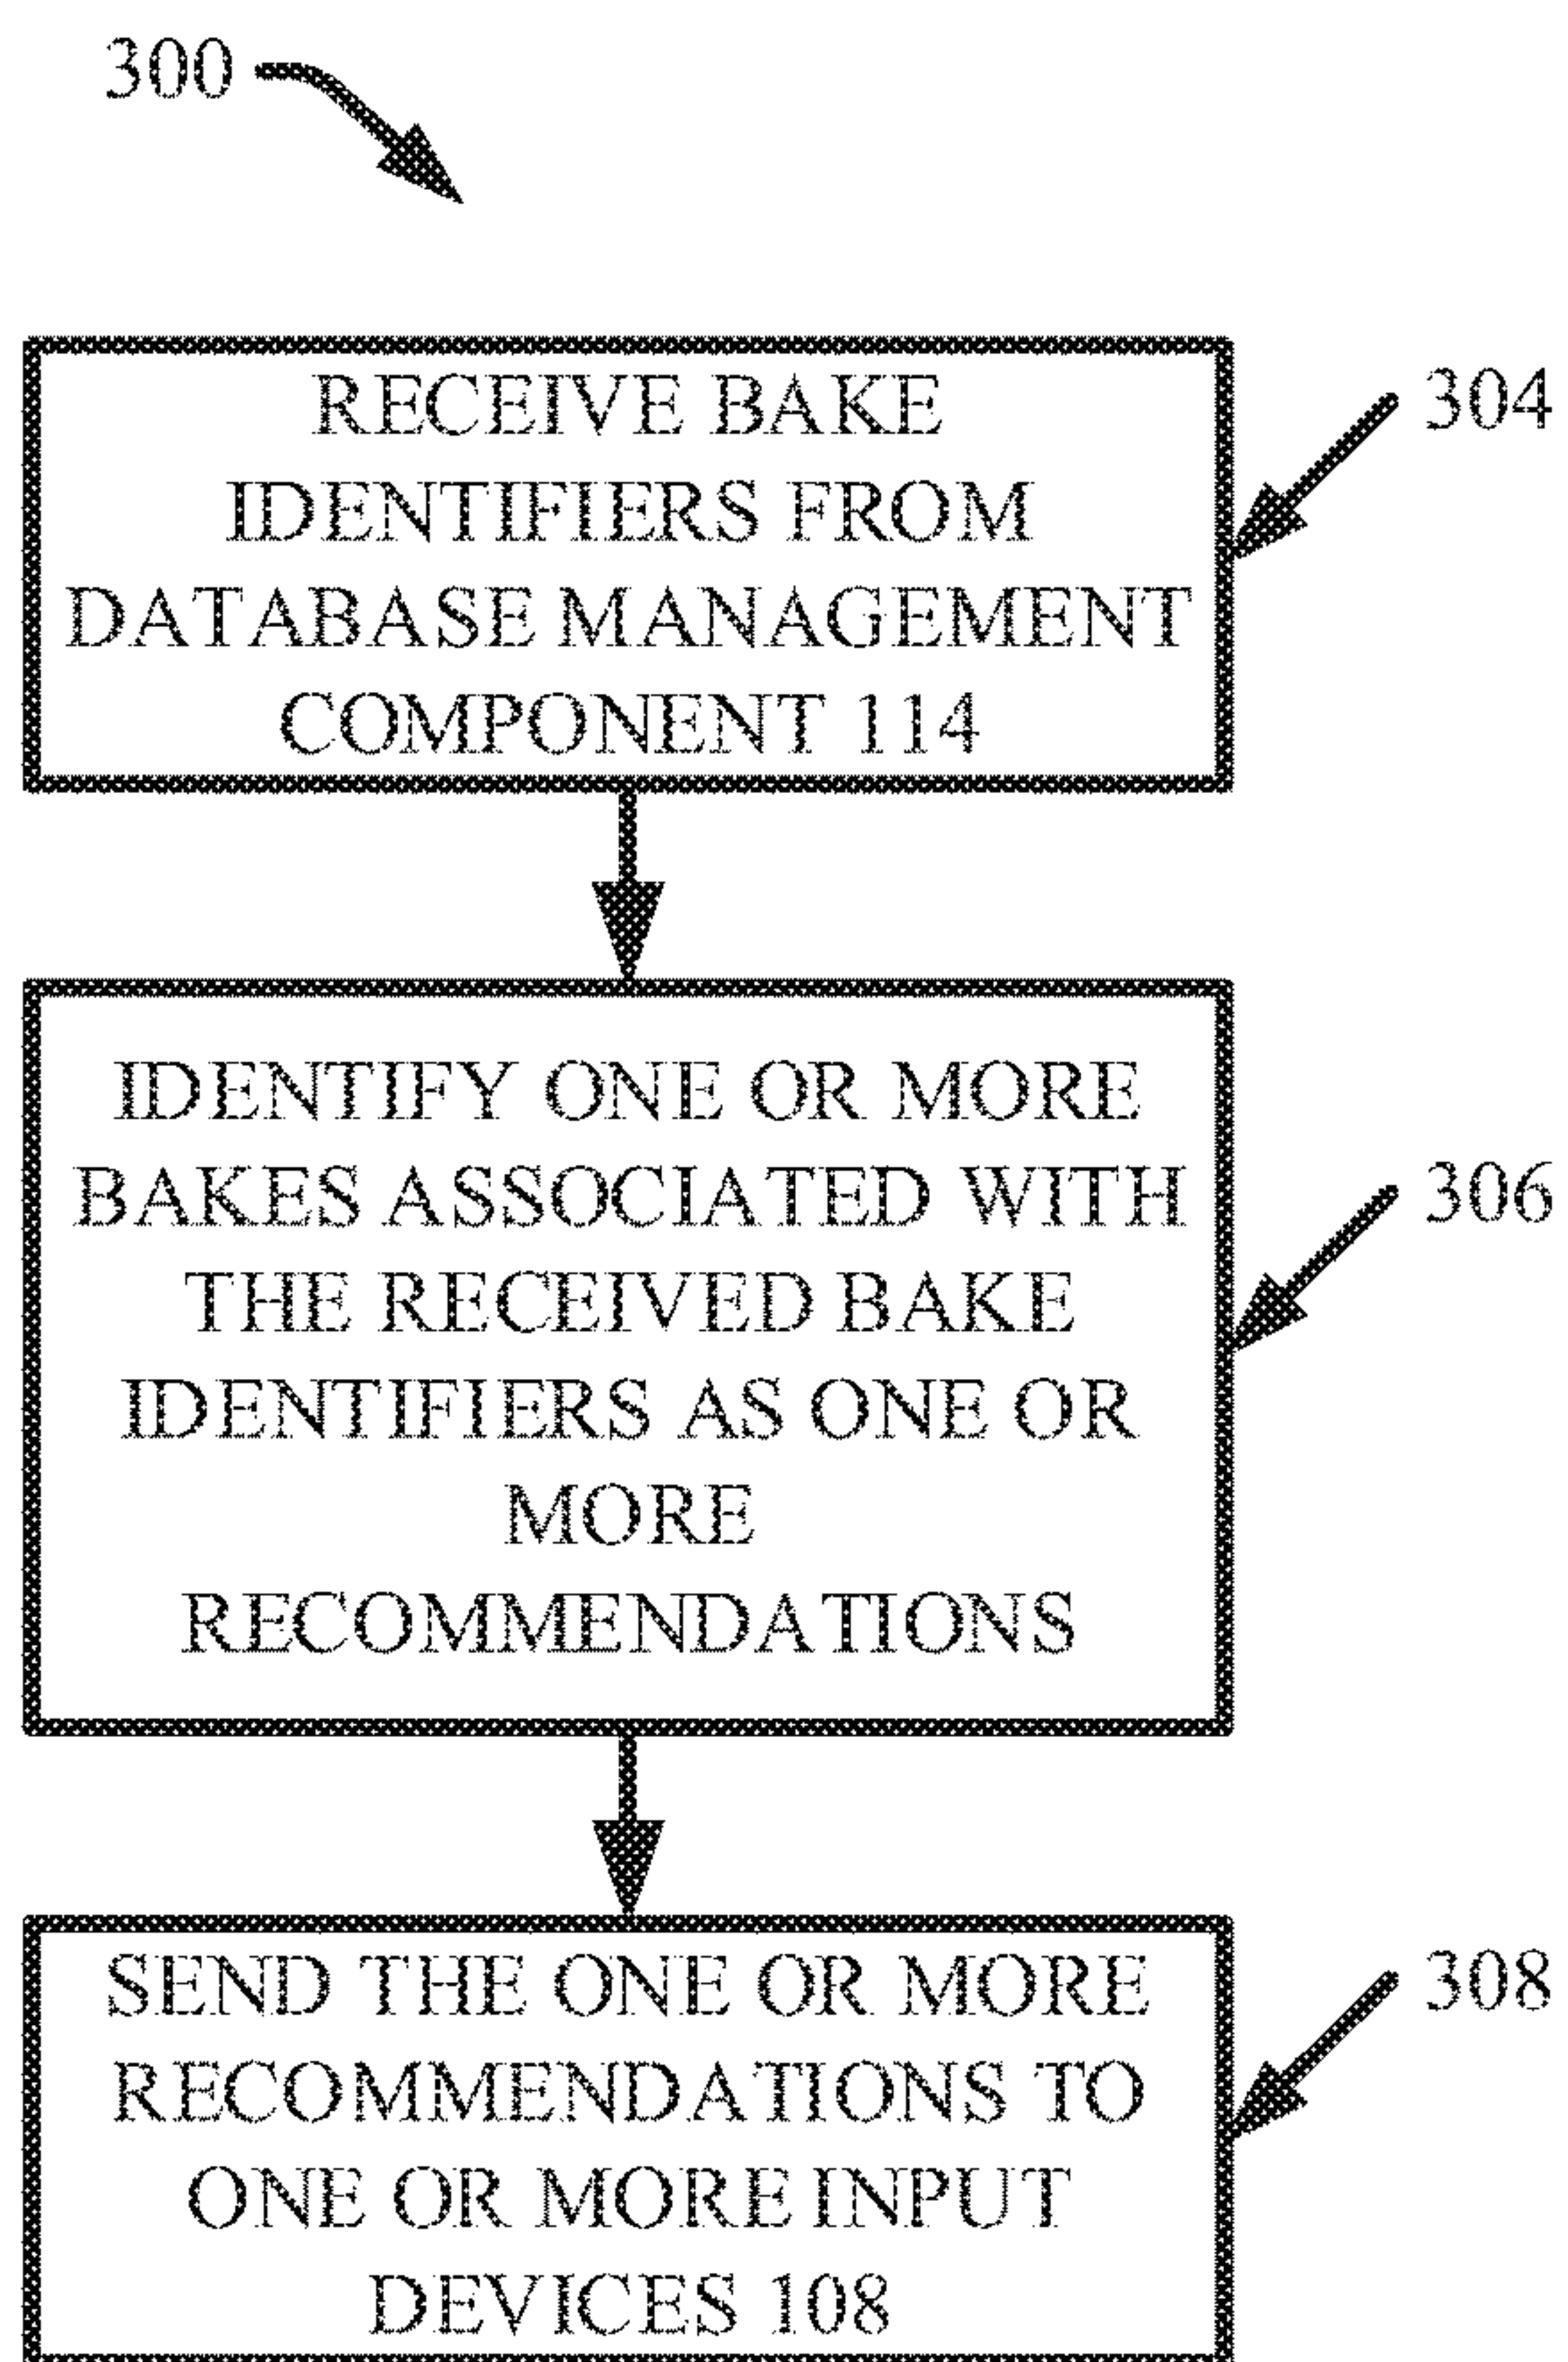 300
RECEIVE BAKE
IDENTIFIERS FROM
DATABASE MANAGEMENT
COMPONENT 114
304
IDENTIFY ONE OR MORE
BAKES ASSOCIATED WITH
THE RECEIVED BAKE
IDENTIFIERS AS ONE OR
MORE
RECOMMENDATIONS
306
SEND THE ONE OR MORE
RECOMMENDATIONS TO
ONE OR MORE INPUT
DEVICES 108
308